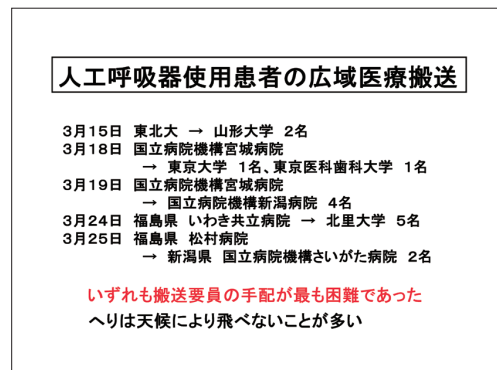 人工呼吸器使用患者の広域医療搬送
3月15日 東北大 → 山形大学 2名
3月18日 国立病院機構宮城病院
→ 東京大学 1名、東京医科歯科大学 1名
3月19日 国立病院機構宮城病院
→ 国立病院機構新潟病院 4名
3月24日 福島県 いわき共立病院 → 北里大学 5名
3月25日 福島県 松村病院
→ 新潟県 国立病院機構さいがた病院 2名
いずれも搬送要員の手配が最も困難であった
へりは天候により飛べないことが多い